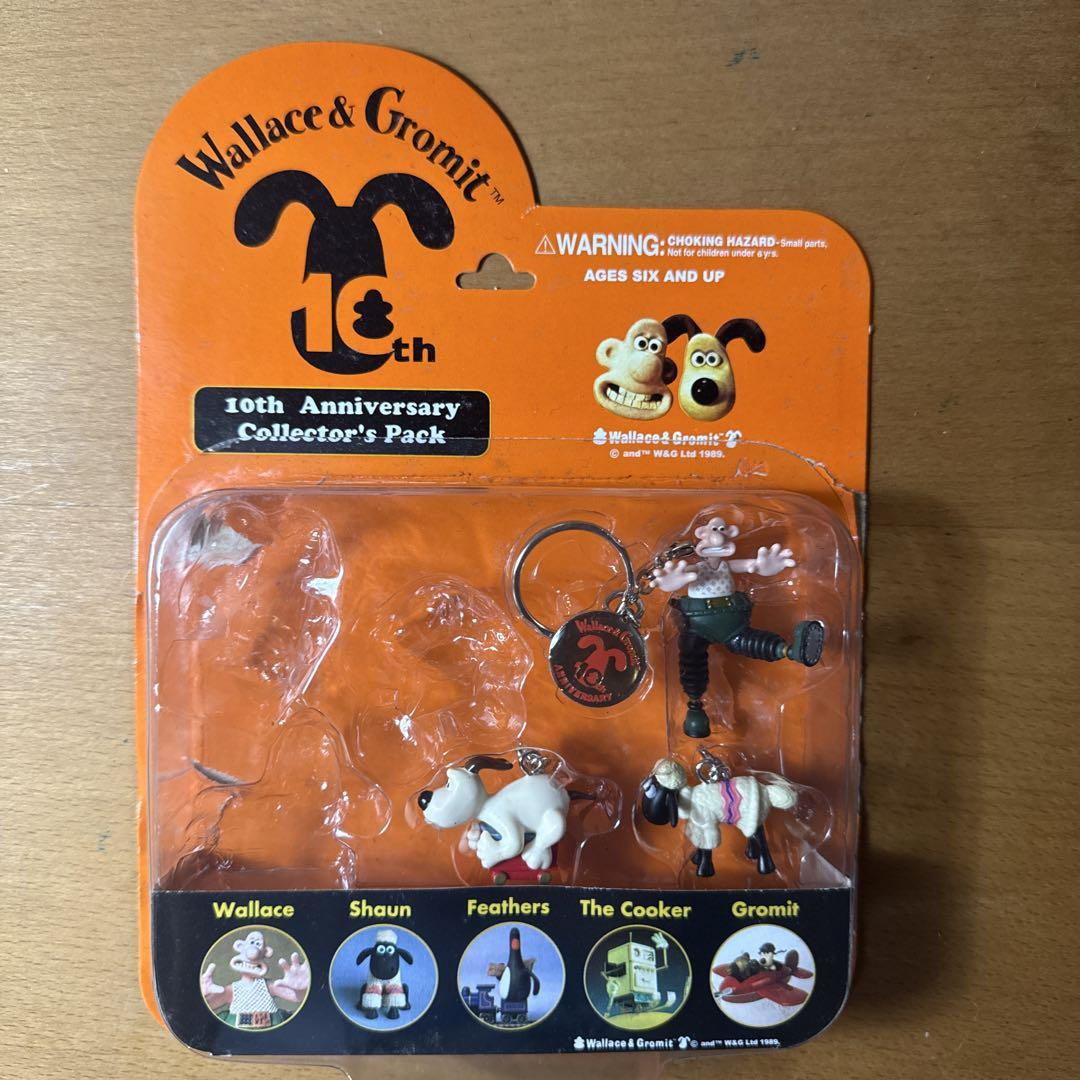 Wallace & Gromit™
10th
10th Anniversary
Collector's Pack
⚠WARNING: CHOKING HAZARD-Small parts,
Not for children under 6 yrs.
AGES SIX AND UP
Wallace & Gromit™
© and™ W&G Ltd 1989.
Wallace & Gromit
10th
ANNIVERSARY
Wallace Shaun Feathers The Cooker Gromit
Wallace & Gromit © and™ W&G Ltd 1989.